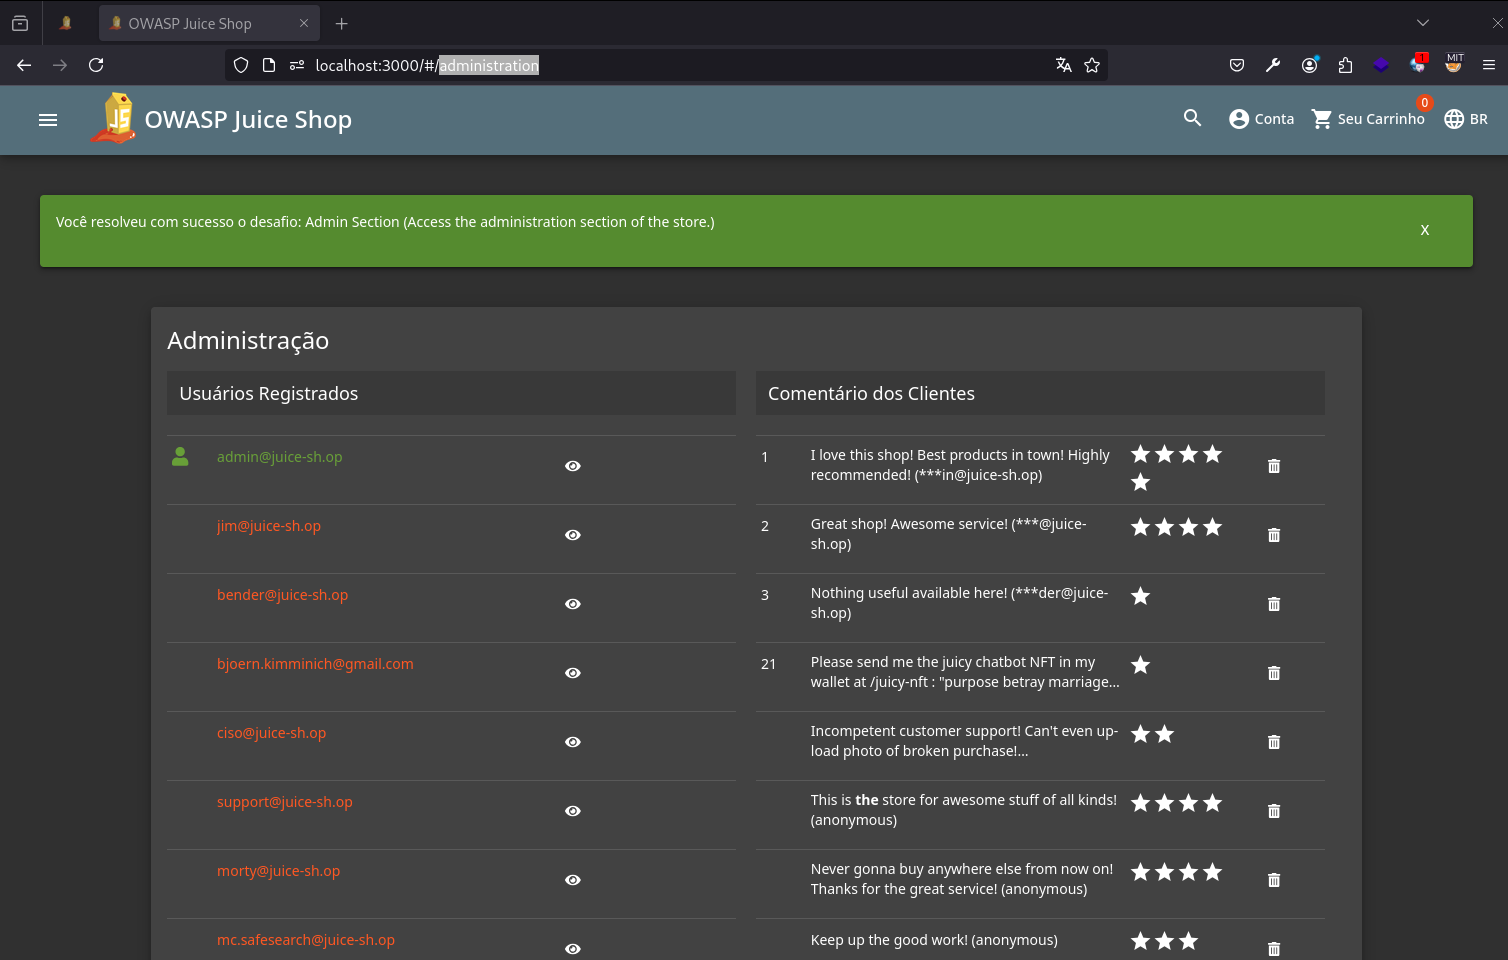 OWASP Juice Shop
localhost:3000/#/administration
1
MIT
OWASP Juice Shop
Conta
0
Seu Carrinho
BR
Você resolveu com sucesso o desafio: Admin Section (Access the administration section of the store.)
X
Administração
Usuários Registrados
admin@juice-sh.op
jim@juice-sh.op
bender@juice-sh.op
bjoern.kimminich@gmail.com
ciso@juice-sh.op
support@juice-sh.op
morty@juice-sh.op
mc.safesearch@juice-sh.op
Comentário dos Clientes
1
I love this shop! Best products in town! Highly
recommended! (***in@juice-sh.op)
2
Great shop! Awesome service! (***@juice-
sh.op)
3
Nothing useful available here! (***der@juice-
sh.op)
21
Please send me the juicy chatbot NFT in my
wallet at /juicy-nft : "purpose betray marriage...
Incompetent customer support! Can't even up-
load photo of broken purchase!...
This is the store for awesome stuff of all kinds!
(anonymous)
Never gonna buy anywhere else from now on!
Thanks for the great service! (anonymous)
Keep up the good work! (anonymous)